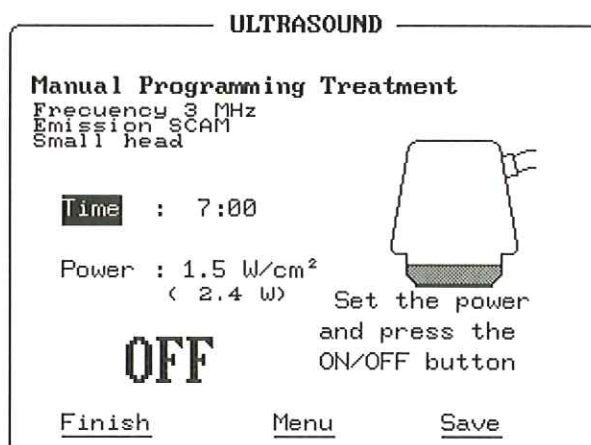 ULTRASOUND
Manual Programming Treatment
Frecuency 3 MHz
Emission SCAM
Small head
Time : 7:00
Power : 1.5 W/cm²
( 2.4 W)
Set the power
and press the
ON/OFF button
OFF
Finish Menu Save